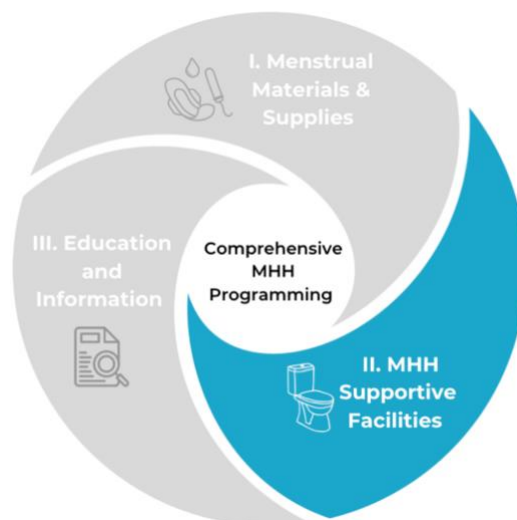 I. Menstrual
Materials &
Supplies
III. Education
and
Information
Comprehensive
MHH
Programming
II. MHH
Supportive
Facilities